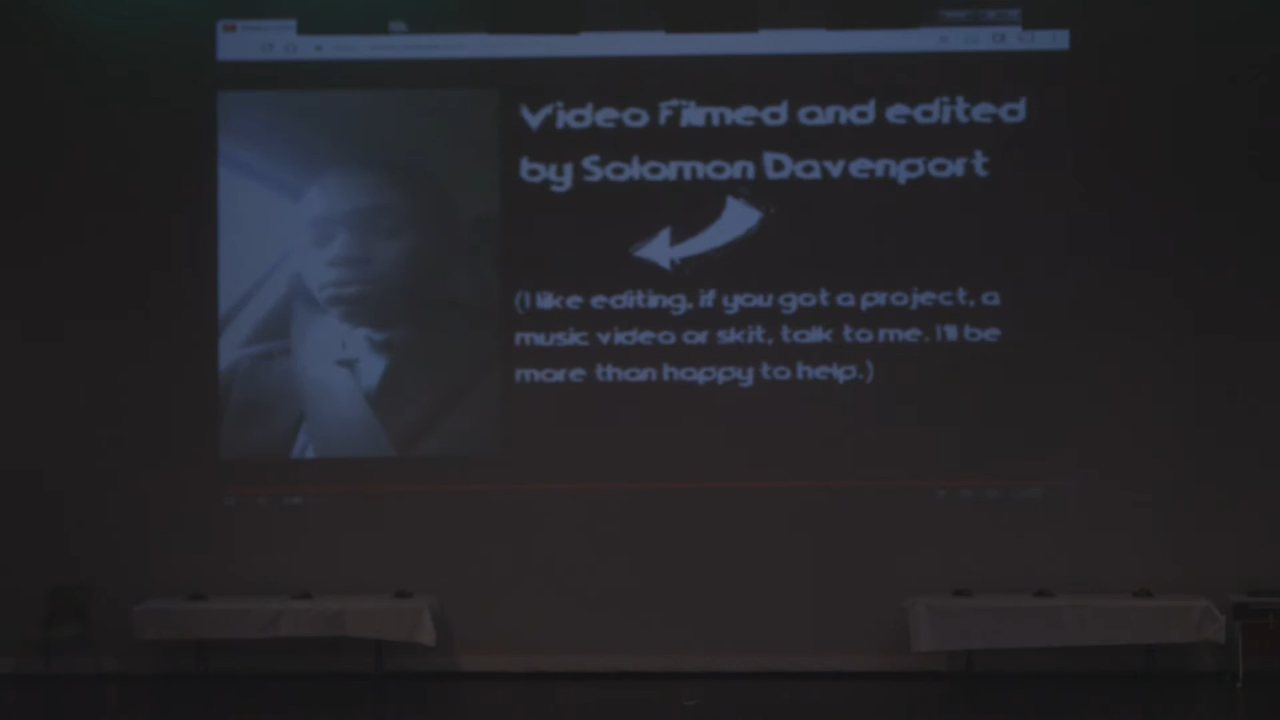 Video Filmed and edited
by Solomon Davenport
(I like editing, if you got a project, a
music video or skit, talk to me. I'll be
more than happy to help.)